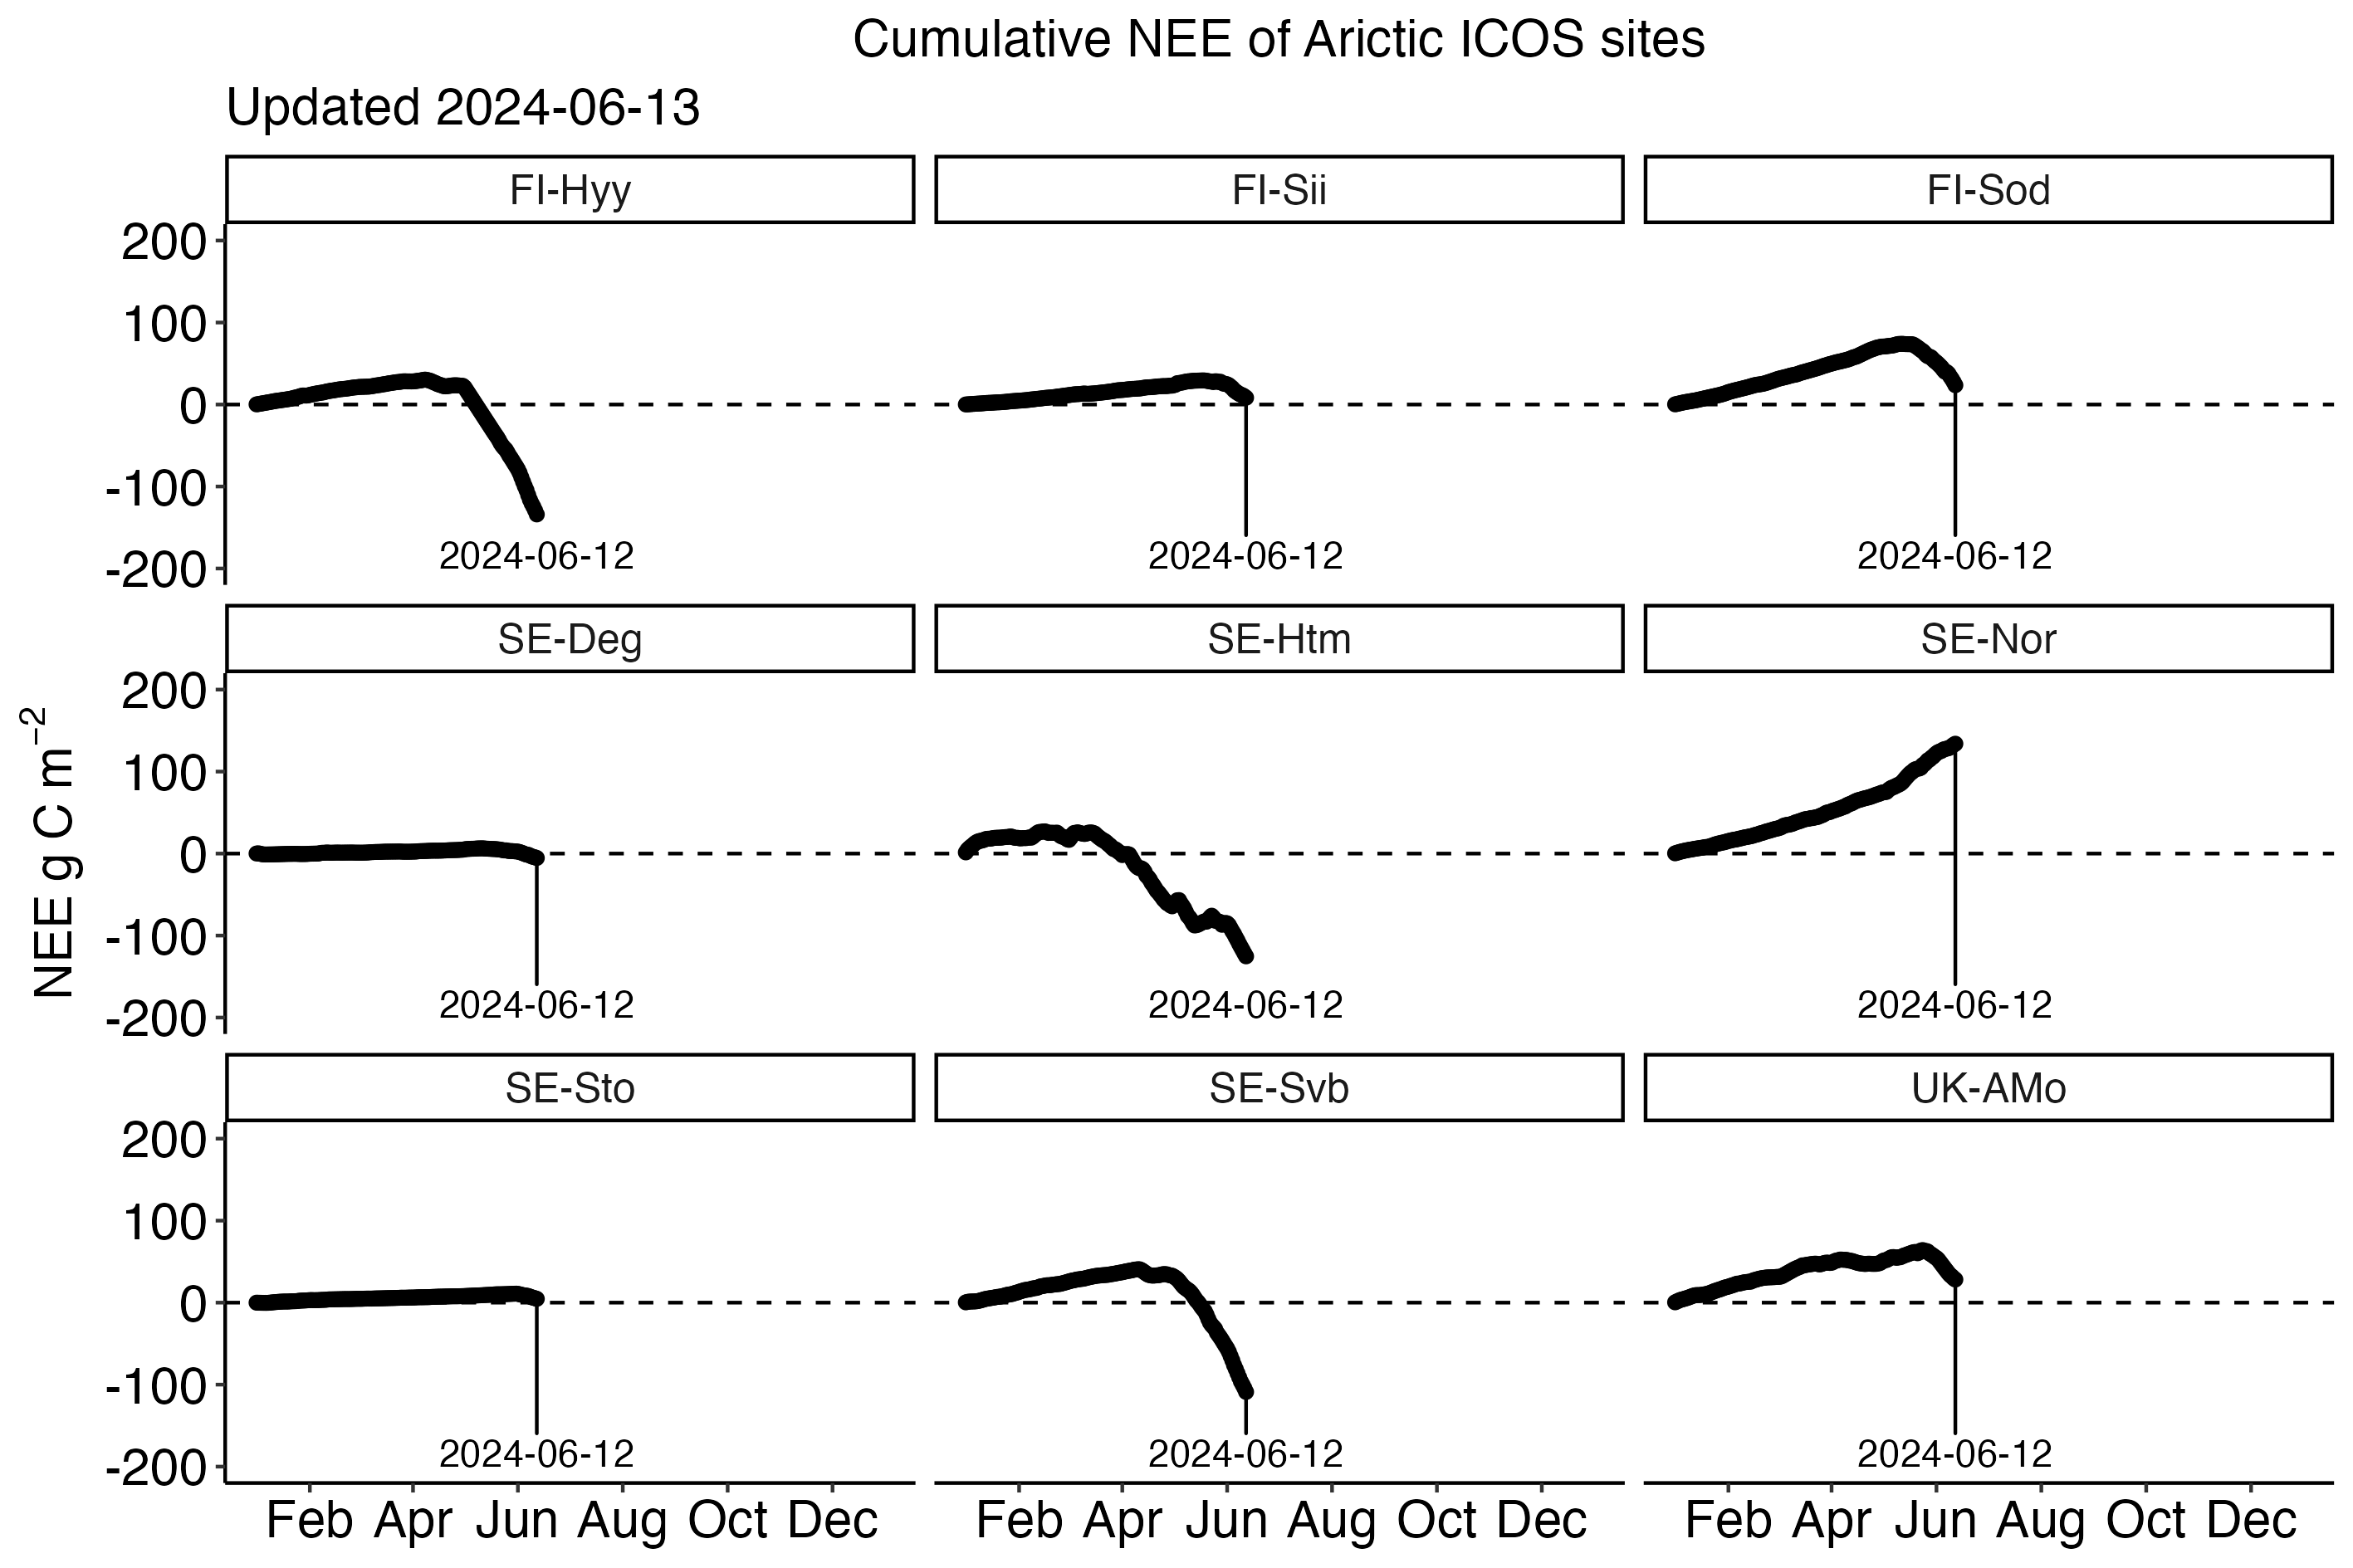 Cumulative NEE of Arictic ICOS sites
Updated 2024-06-13
FI-Hyy
FI-Sii
FI-Sod
200
100
0
-100
-200
2024-06-12
2024-06-12
2024-06-12
SE-Deg
SE-Htm
SE-Nor
NEE g C m⁻²
200
100
0
-100
-200
2024-06-12
2024-06-12
2024-06-12
SE-Sto
SE-Svb
UK-AMo
200
100
0
-100
-200
2024-06-12
2024-06-12
2024-06-12
Feb Apr Jun Aug Oct Dec
Feb Apr Jun Aug Oct Dec
Feb Apr Jun Aug Oct Dec